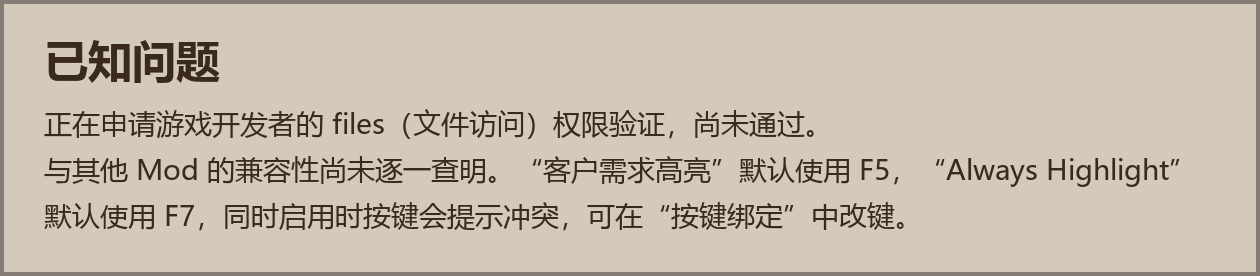 已知问题
正在申请游戏开发者的 files（文件访问）权限验证，尚未通过。
与其他 Mod 的兼容性尚未逐一查明。“客户需求高亮”默认使用 F5，“Always Highlight”
默认使用 F7，同时启用时按键会提示冲突，可在“按键绑定”中改键。